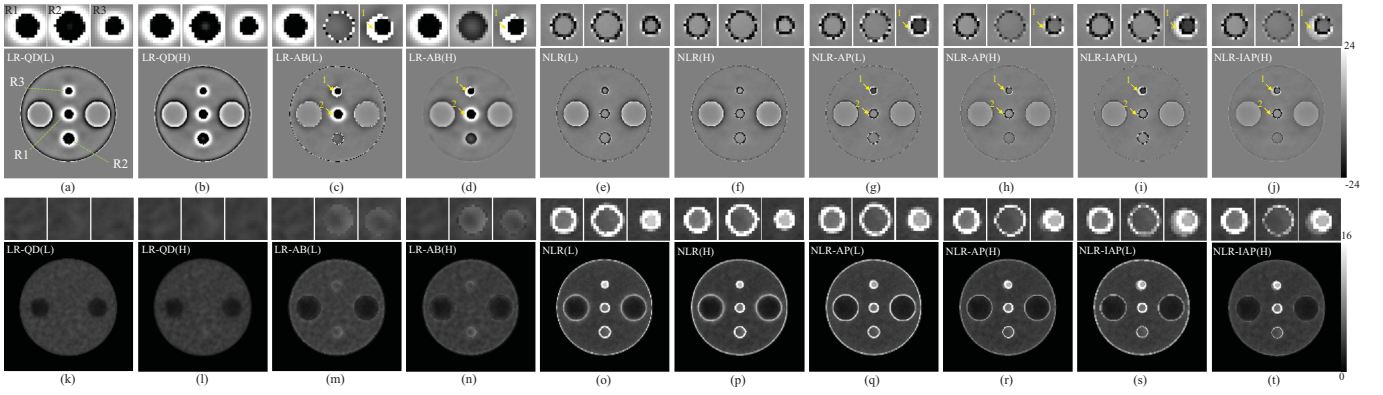 R1 R2 R3
1 1 1 1 1 1
24
LR-QD(L) LR-QD(H) LR-AB(L) LR-AB(H) NLR(L) NLR(H) NLR-AP(L) NLR-AP(H) NLR-IAP(L) NLR-IAP(H)
R3 1 1 1 1 1 1
2 2 2 2 2 2
R1 R2
-24
(a) (b) (c) (d) (e) (f) (g) (h) (i) (j)
16
LR-QD(L) LR-QD(H) LR-AB(L) LR-AB(H) NLR(L) NLR(H) NLR-AP(L) NLR-AP(H) NLR-IAP(L) NLR-IAP(H)
0
(k) (l) (m) (n) (o) (p) (q) (r) (s) (t)